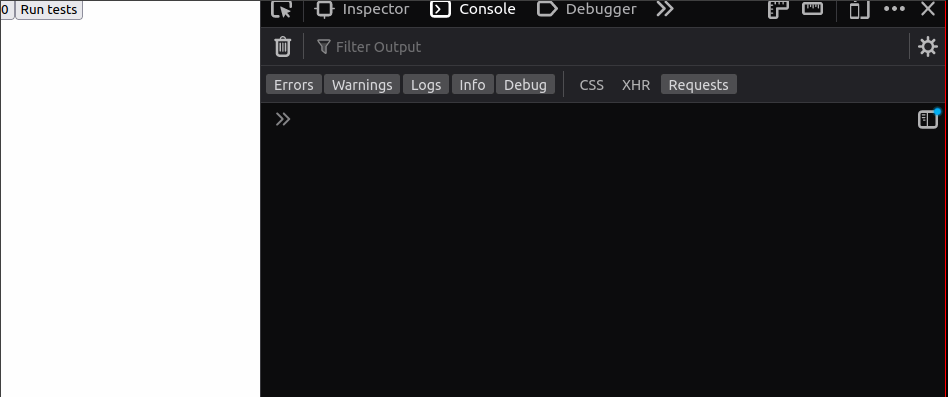 0 Run tests
Inspector Console Debugger
Filter Output
Errors Warnings Logs Info Debug CSS XHR Requests